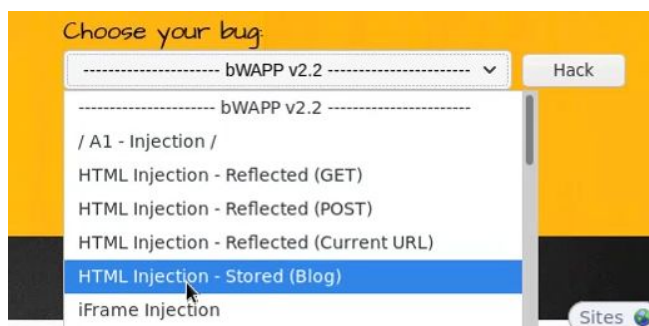 Choose your bug:
---------------------- bWAPP v2.2 ----------------------- Hack
---------------------- bWAPP v2.2 -----------------------
/ A1 - Injection /
HTML Injection - Reflected (GET)
HTML Injection - Reflected (POST)
HTML Injection - Reflected (Current URL)
HTML Injection - Stored (Blog)
iFrame Injection
Sites